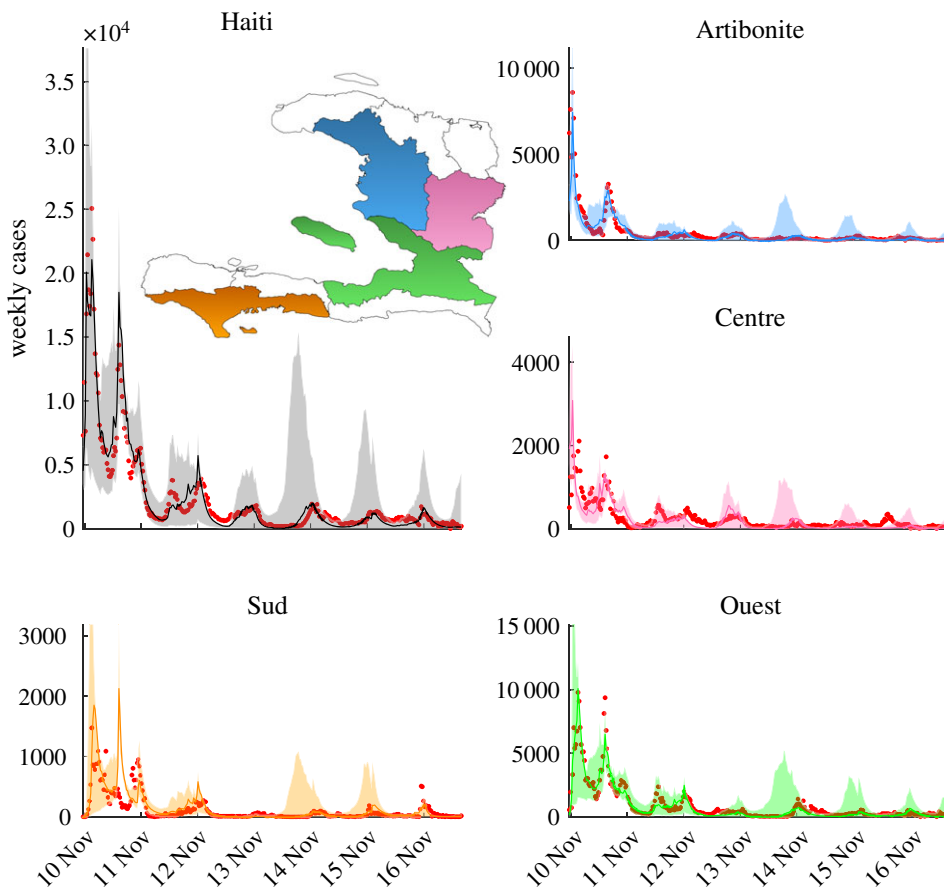 Haiti
×10⁴
weekly cases
3.5
3.0
2.5
2.0
1.5
1.0
0.5
0
Artibonite
10 000
5000
0
Centre
4000
2000
0
Sud
3000
2000
1000
0
10 Nov
11 Nov
12 Nov
13 Nov
14 Nov
15 Nov
16 Nov
Ouest
15 000
10 000
5000
0
10 Nov
11 Nov
12 Nov
13 Nov
14 Nov
15 Nov
16 Nov